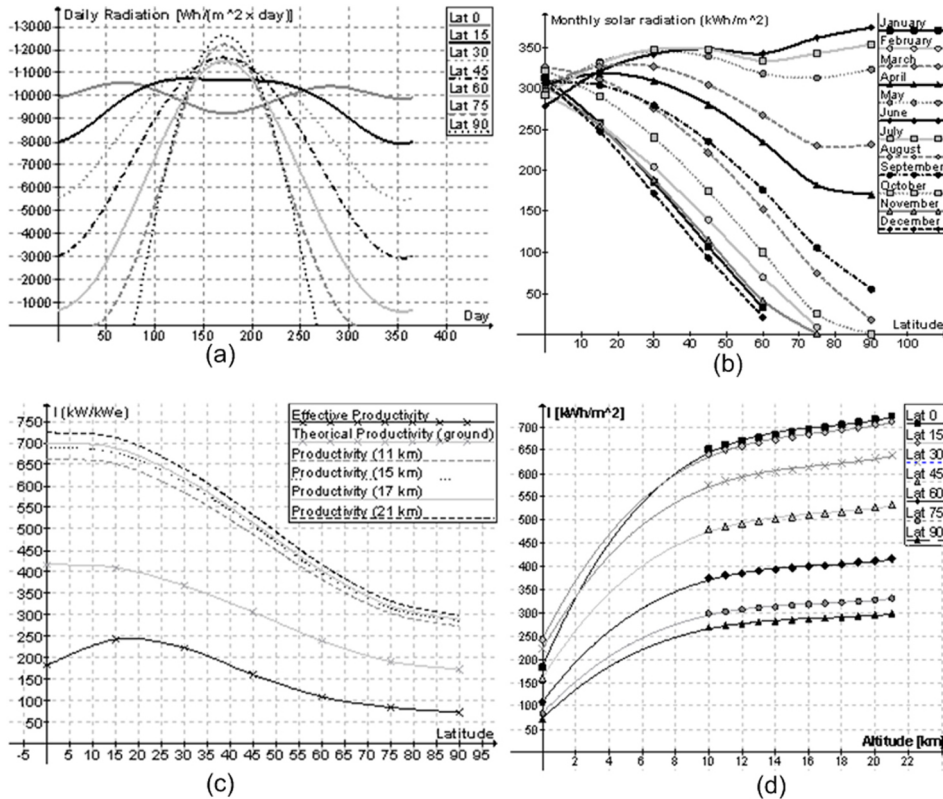 Daily Radiation [Wh/(m^2 x day)]
13000
12000
11000
10000
9000
8000
7000
6000
5000
4000
3000
2000
1000
50 100 150 200 250 300 350
Day
Lat 0
Lat 15
Lat 30
Lat 45
Lat 60
Lat 75
Lat 90
(a)
Monthly solar radiation (kWh/m^2)
350
300
250
200
150
100
50
0 10 20 30 40 50 60 70 80 90 100
Latitude
January
February
March
April
May
June
July
August
September
October
November
December
(b)
I (kW/kWe)
750
700
650
600
550
500
450
400
350
300
250
200
150
100
50
5 10 15 20 25 30 35 40 45 50 55 60 65 70 75 80 85 90 95
Latitude
Effective Productivity
Theorical Productivity (ground)
Productivity (11 km)
Productivity (15 km)
Productivity (17 km)
Productivity (21 km)
(c)
I [kWh/m^2]
700
650
600
550
500
450
400
350
300
250
200
150
100
50
0 2 4 6 8 10 12 14 16 18 20 22
Altitude [km]
Lat 0
Lat 15
Lat 30
Lat 45
Lat 60
Lat 75
Lat 90
(d)